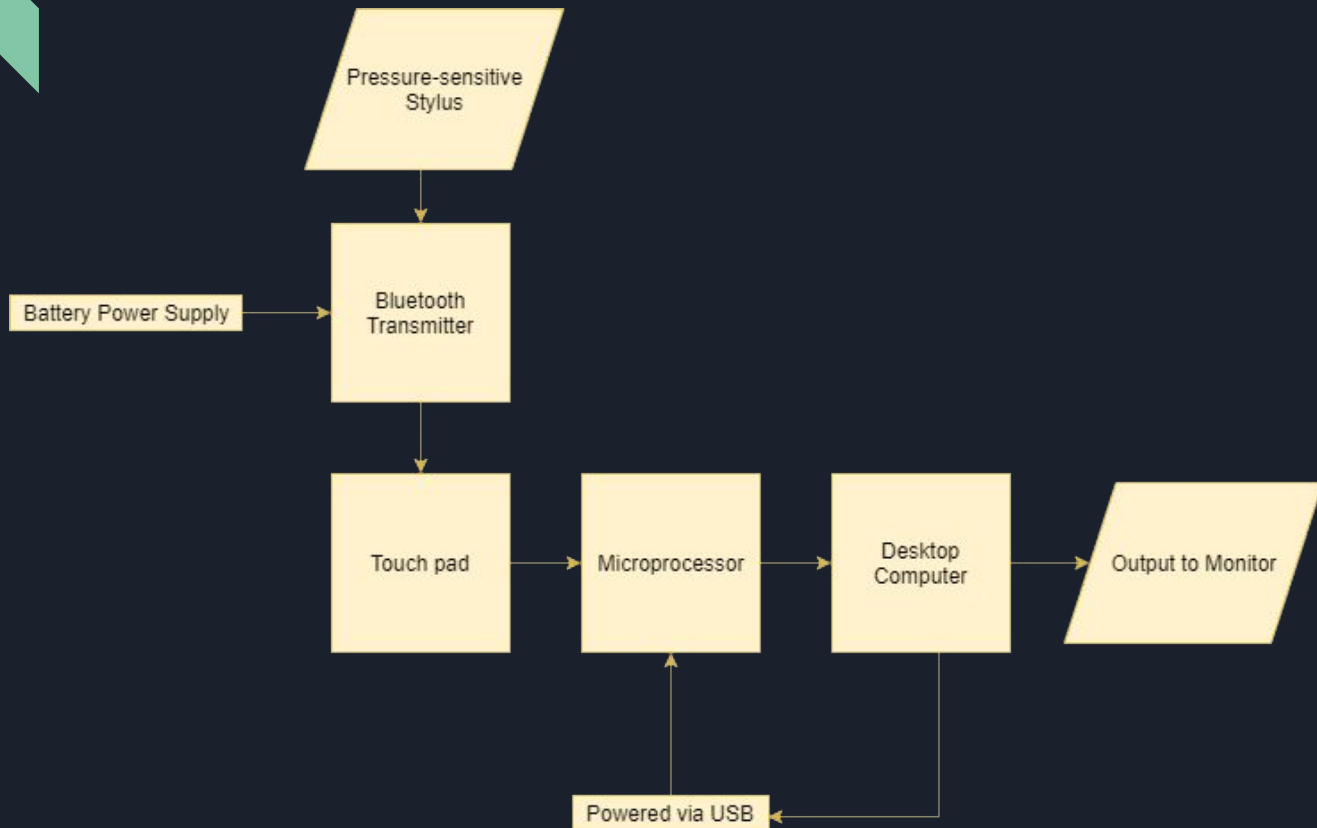 Pressure-sensitive
Stylus
Battery Power Supply
Bluetooth
Transmitter
Touch pad
Microprocessor
Desktop
Computer
Output to Monitor
Powered via USB